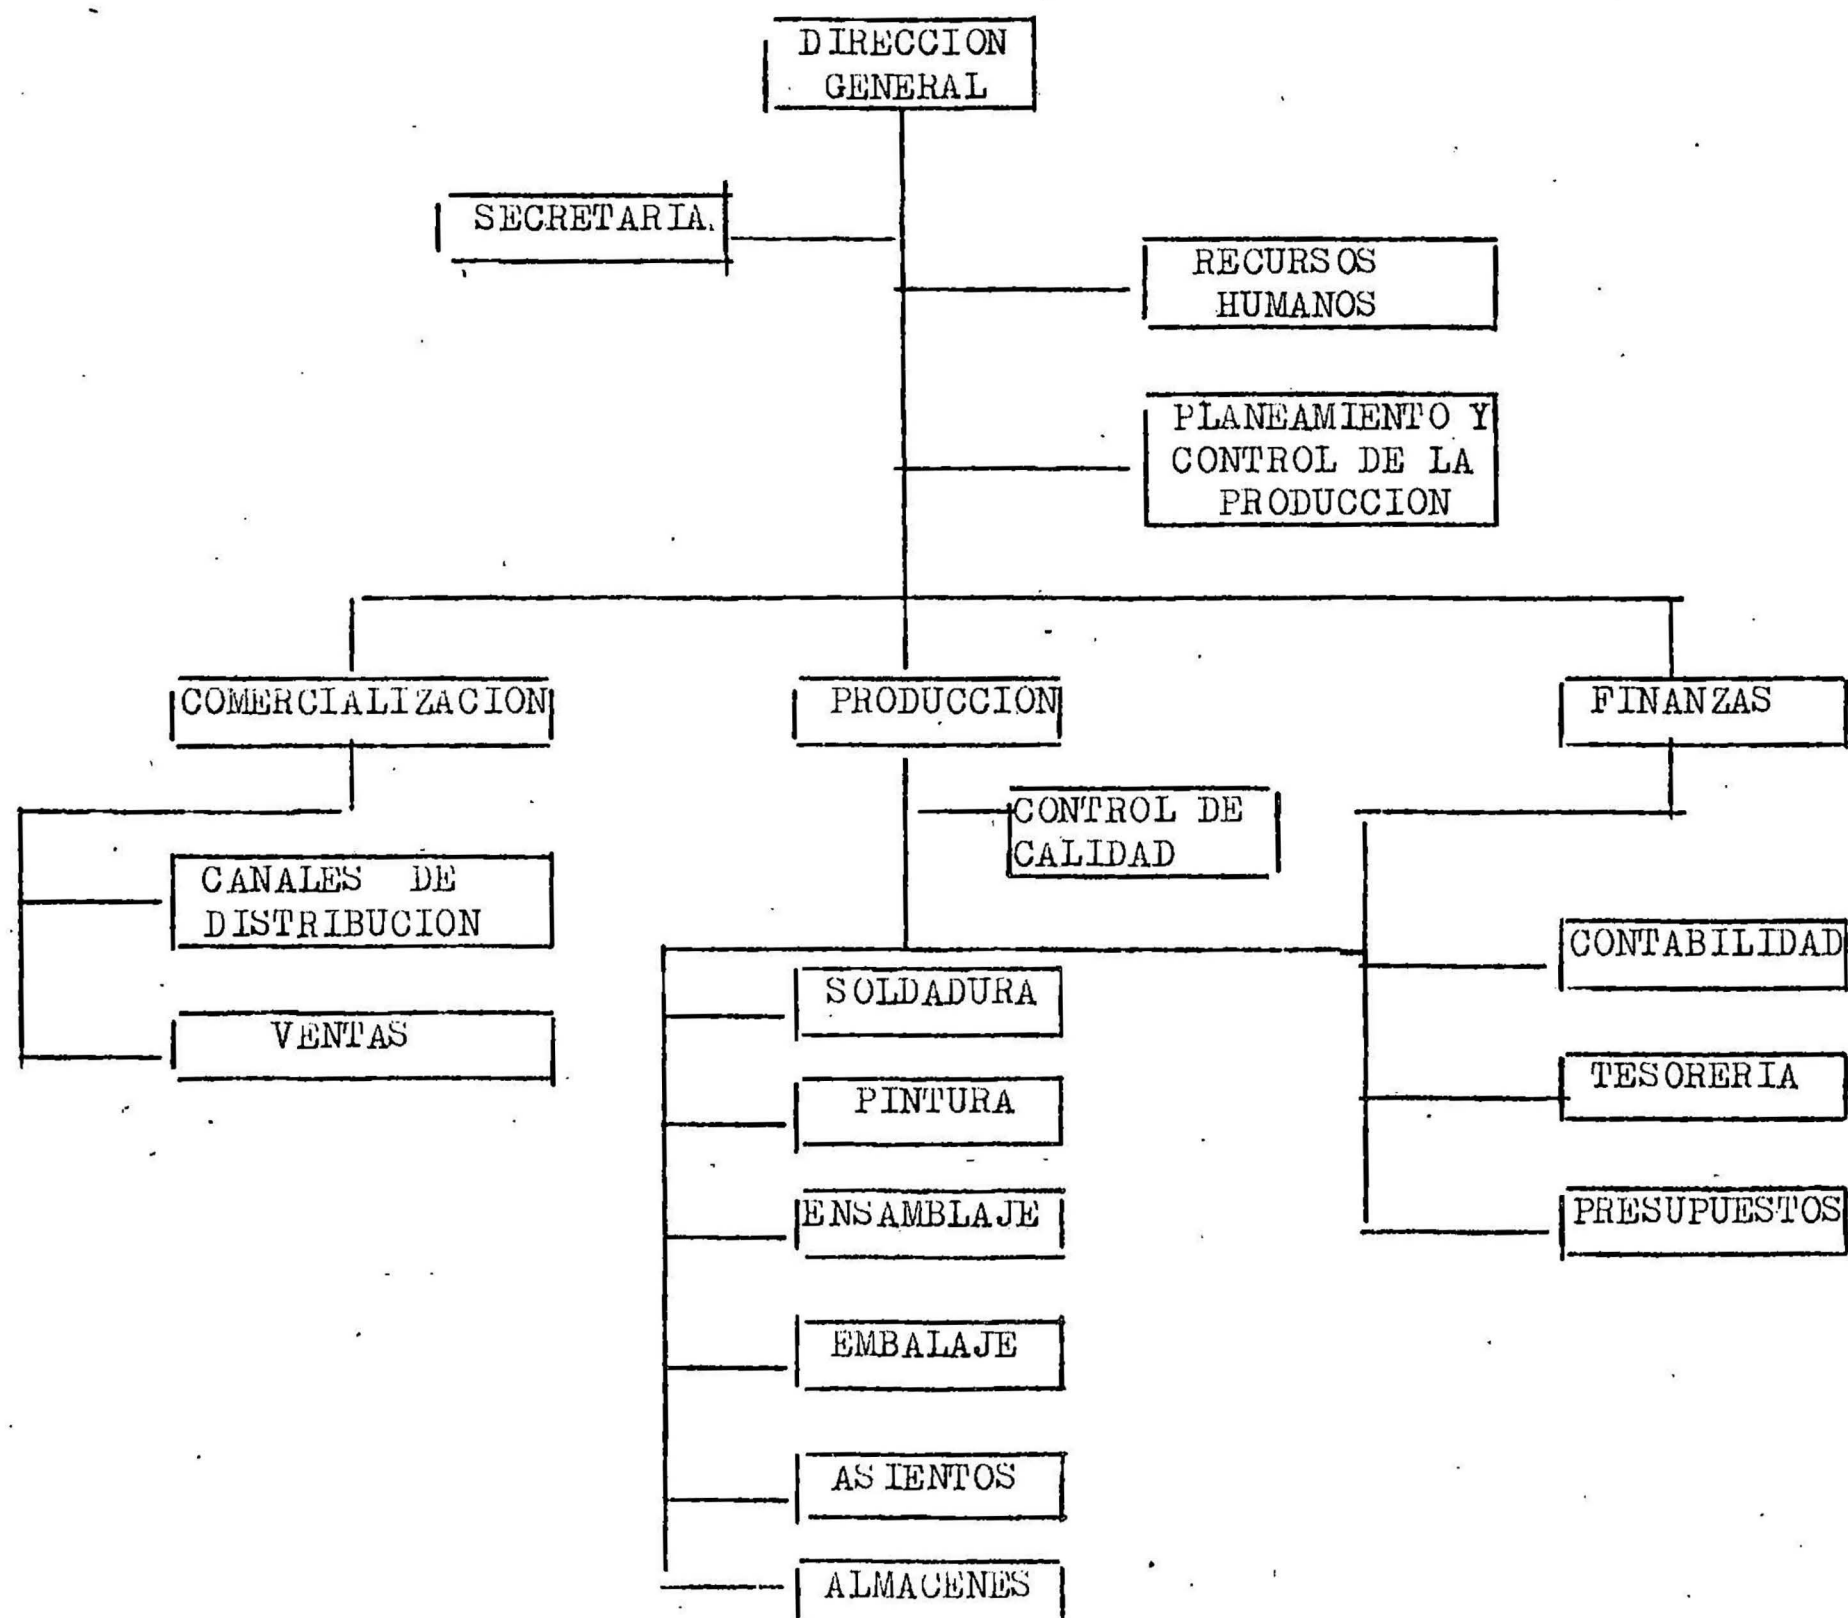 DIRECCION
GENERAL
SECRETARIA
RECURSOS
HUMANOS
PLANEAMIENTO Y
CONTROL DE LA
PRODUCCION
COMERCIALIZACION
PRODUCCION
FINANZAS
CONTROL DE
CALIDAD
CANALES DE
DISTRIBUCION
VENTAS
SOLDADURA
PINTURA
ENSAMBLAJE
EMBALAJE
ASIENTOS
ALMACENES
CONTABILIDAD
TESORERIA
PRESUPUESTOS